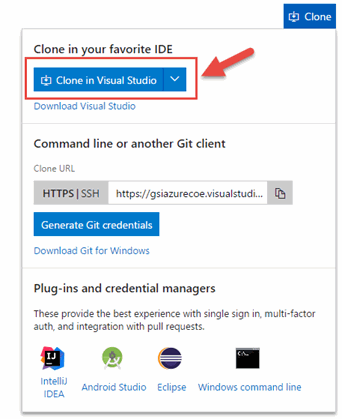 Clone
Clone in your favorite IDE
Clone in Visual Studio
Download Visual Studio
Command line or another Git client
Clone URL
HTTPS | SSH https://gsiazurecoe.visualstudi...
Generate Git credentials
Download Git for Windows
Plug-ins and credential managers
These provide the best experience with single sign in, multi-factor
auth, and integration with pull requests.
IntelliJ
IDEA
Android Studio
Eclipse
Windows command line